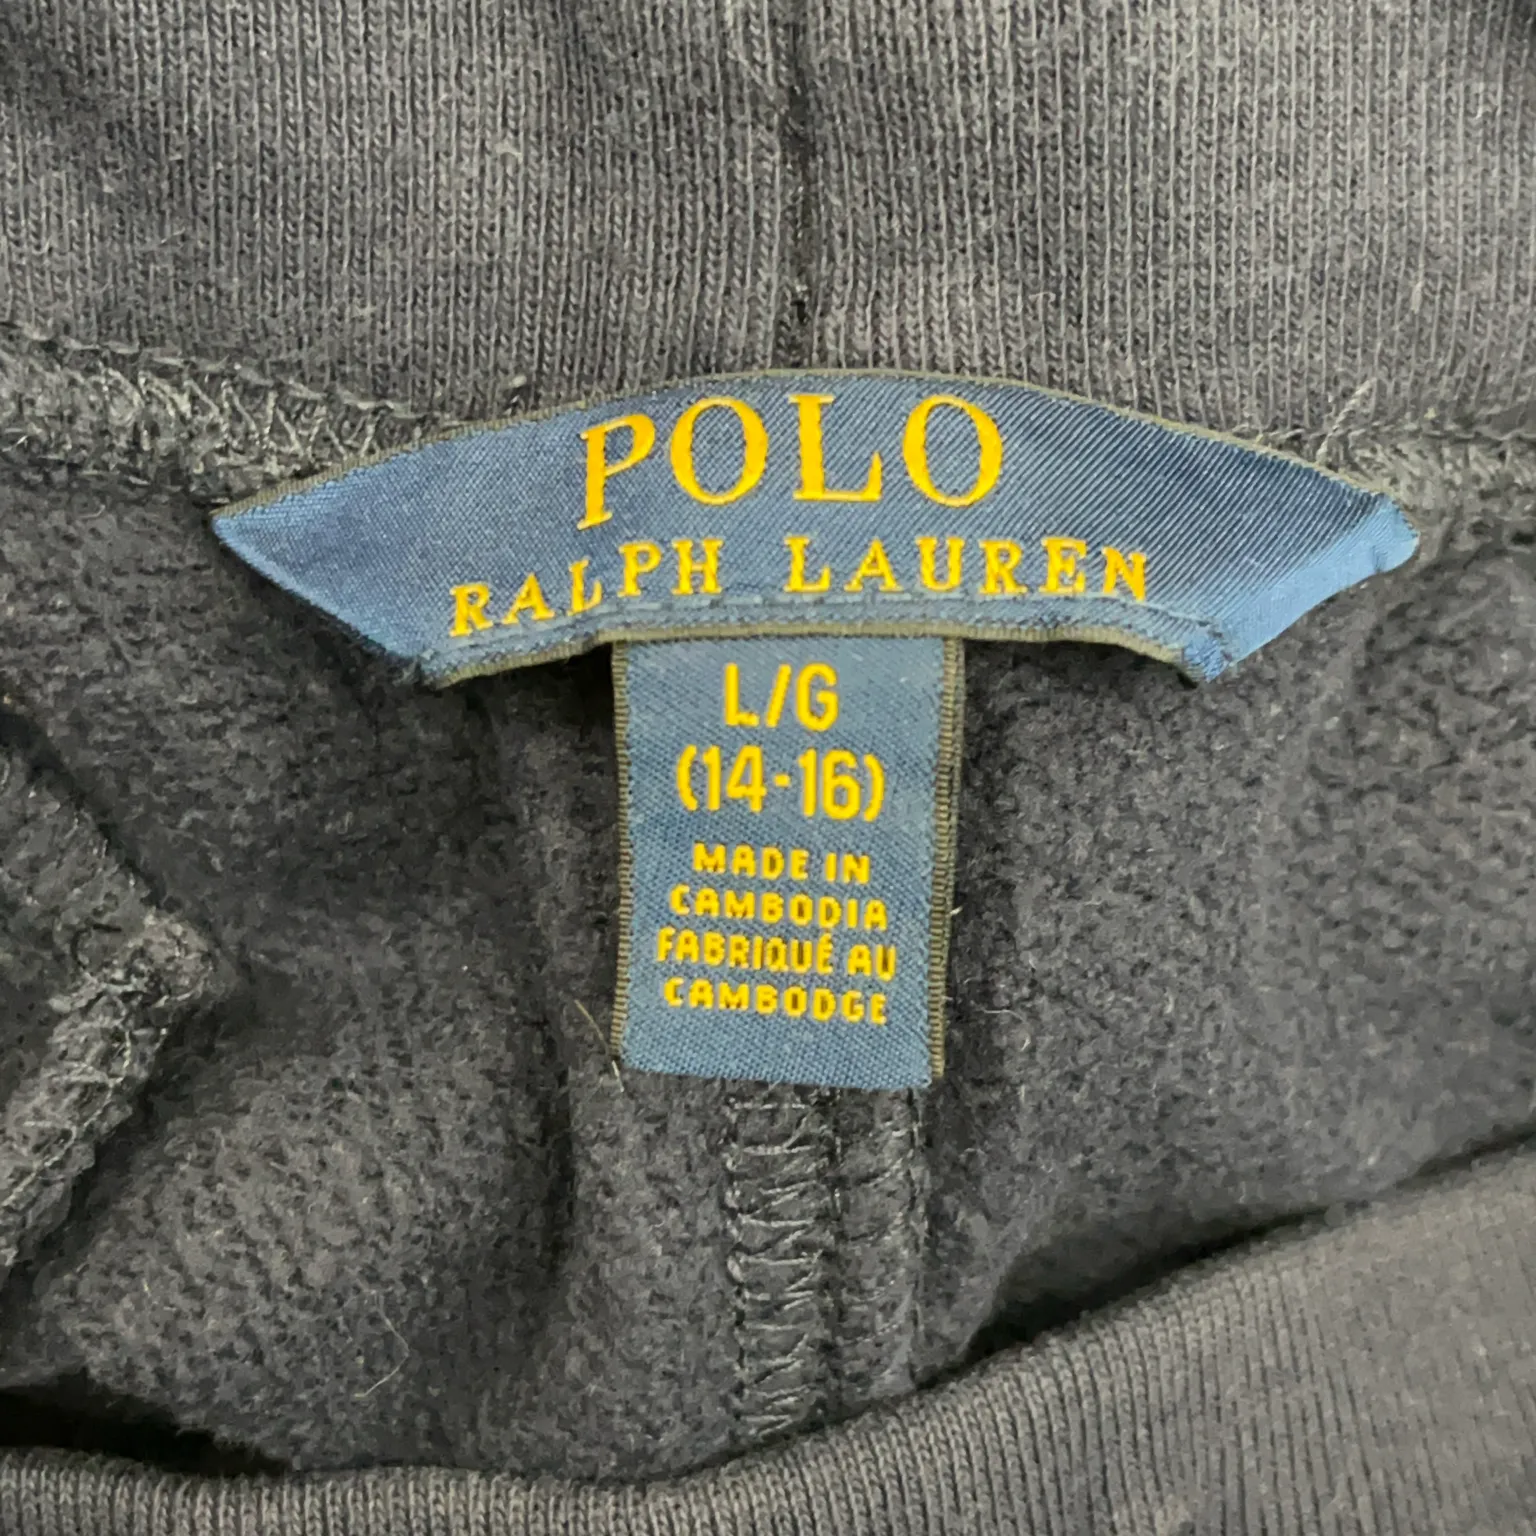 POLO
RALPH LAUREN
L/G
(14-16)
MADE IN
CAMBODIA
FABRIQUÉ AU
CAMBODGE